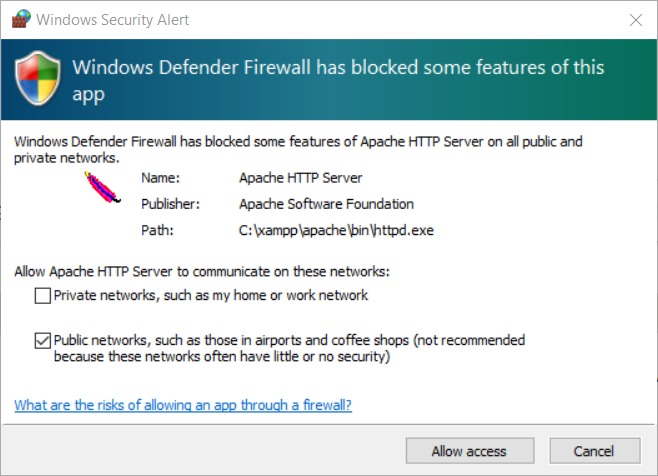 Windows Security Alert
Windows Defender Firewall has blocked some features of this
app
Windows Defender Firewall has blocked some features of Apache HTTP Server on all public and
private networks.
Name: Apache HTTP Server
Publisher: Apache Software Foundation
Path: C:\xampp\apache\bin\httpd.exe
Allow Apache HTTP Server to communicate on these networks:
Private networks, such as my home or work network
Public networks, such as those in airports and coffee shops (not recommended
because these networks often have little or no security)
What are the risks of allowing an app through a firewall?
Allow access Cancel